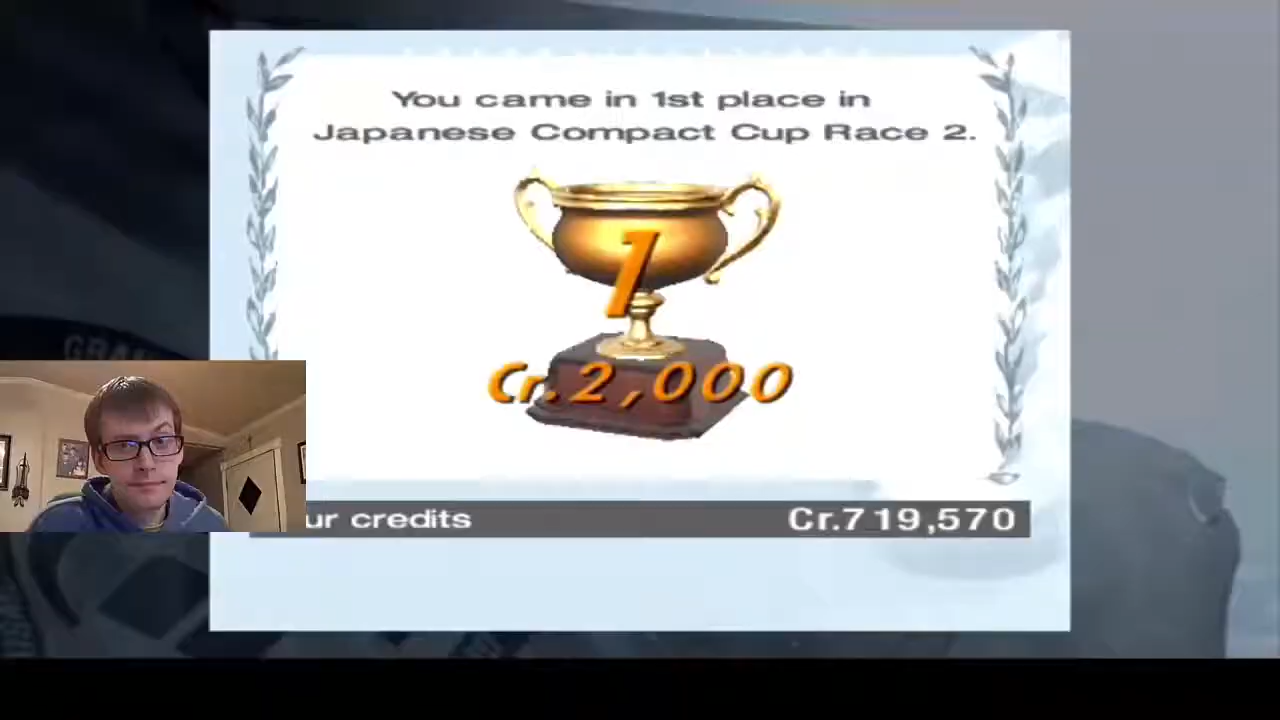 You came in 1st place in
Japanese Compact Cup Race 2.
1
Cr.2,000
ur credits
Cr.719,570